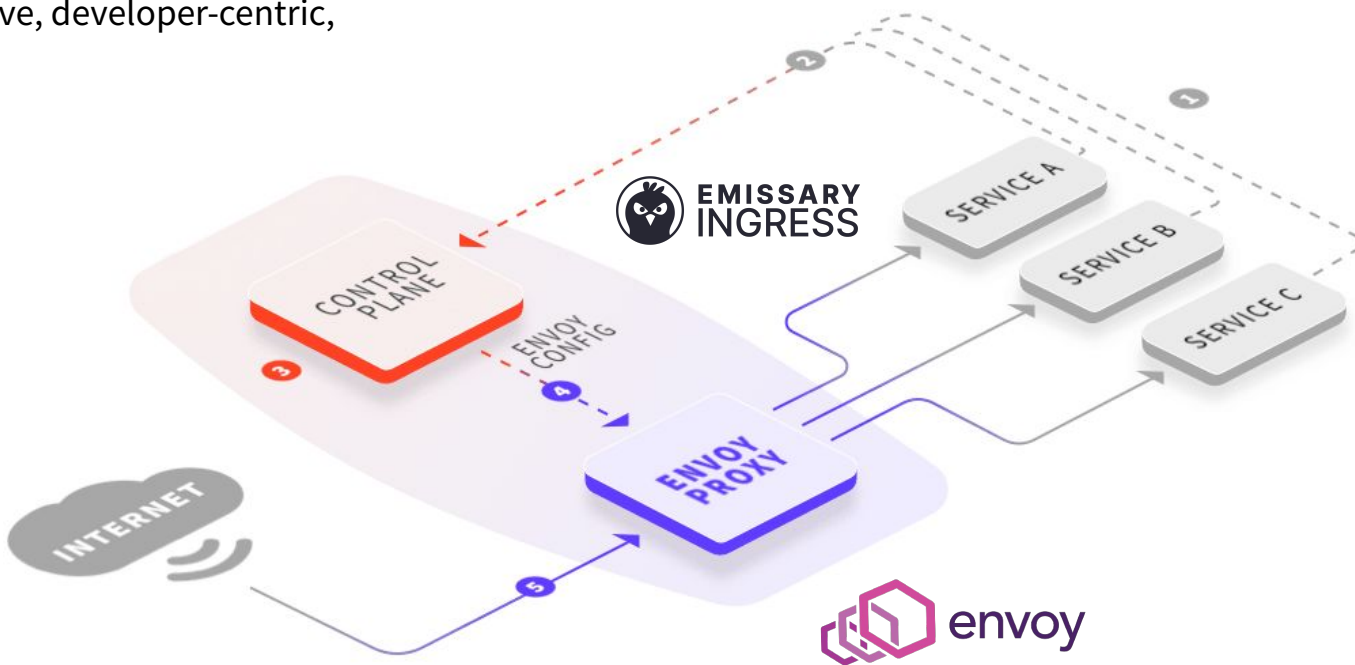 ve, developer-centric,
2
1
EMISSARY
INGRESS
SERVICE A
SERVICE B
SERVICE C
CONTROL
PLANE
ENVOY
CONFIG
3
4
ENVOY
PROXY
INTERNET
5
envoy